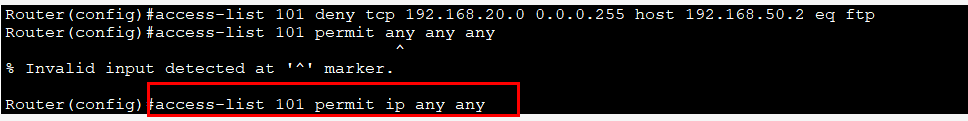 Router(config)#access-list 101 deny tcp 192.168.20.0 0.0.0.255 host 192.168.50.2 eq ftp
Router(config)#access-list 101 permit any any any
^
% Invalid input detected at '^' marker.
Router(config)#access-list 101 permit ip any any